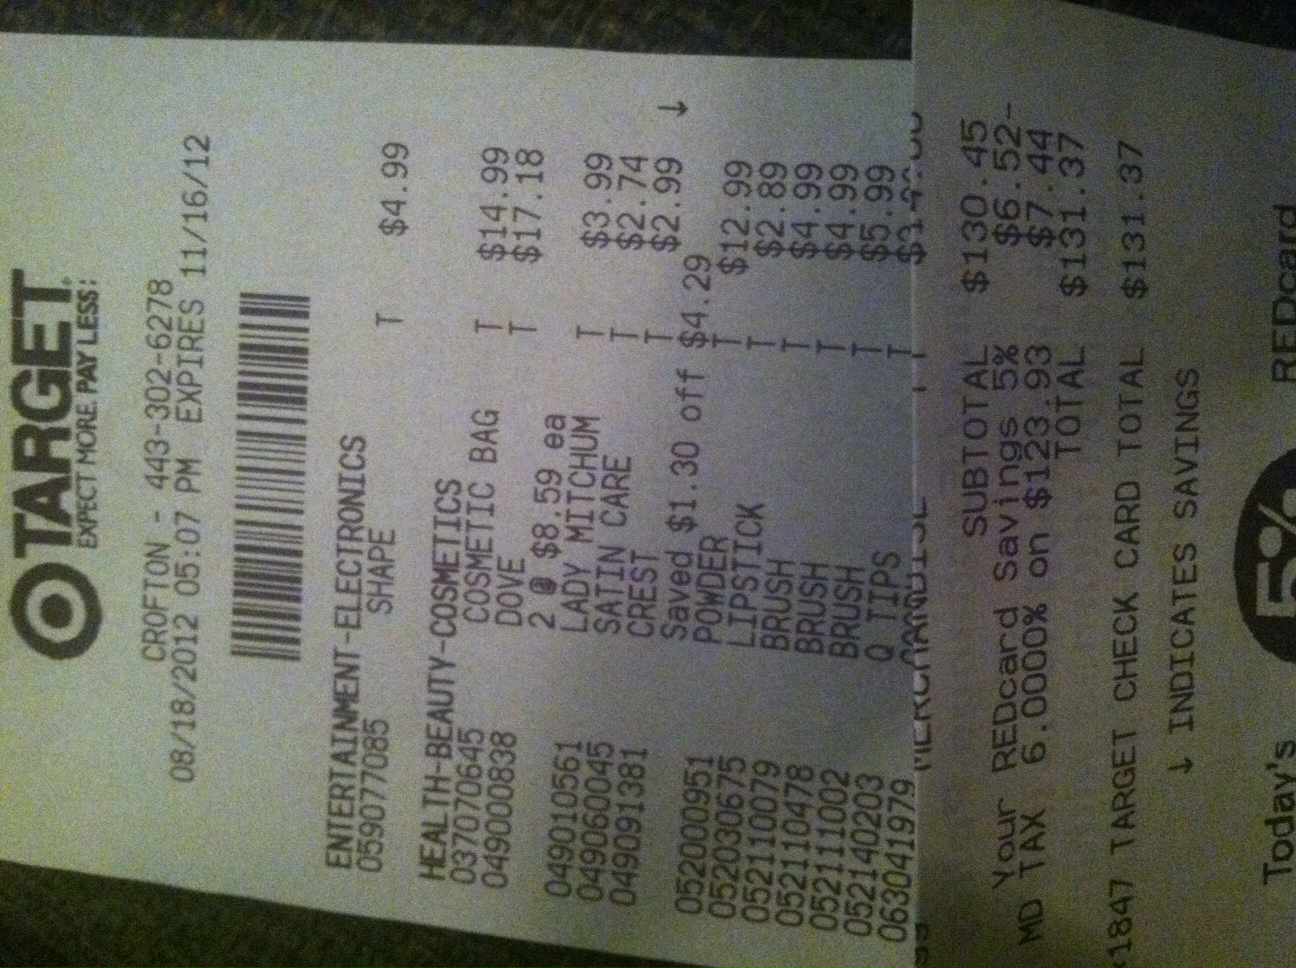 TARGET
EXPECT MORE. PAY LESS.
CROFTON - 443-302-6278
08/18/2012 05:07 PM EXPIRES 11/16/12
ENTERTAINMENT-ELECTRONICS
059077085 SHAPE T $4.99
HEALTH-BEAUTY-COSMETICS
037070645 COSMETIC BAG T $14.99
049000838 DOVE T $17.18
2 @ $8.59 ea
049010561 LADY MITCHUM T $3.99
049060045 SATIN CARE T $2.74
049091381 CREST T $2.99 ↓
Saved $1.30 off $4.29
052000951 POWDER T $12.99
052030675 LIPSTICK T $2.89
052110079 BRUSH T $4.99
052110478 BRUSH T $4.99
052111002 BRUSH T $5.99
052140203 Q TIPS T
063041979
MERCHANDISE
SUBTOTAL $130.45
Your REDcard Savings 5% $6.52-
MD TAX 6.0000% on $123.93 $7.44
TOTAL $131.37
*1847 TARGET CHECK CARD TOTAL $131.37
↓ INDICATES SAVINGS
Today's 5% REDcard